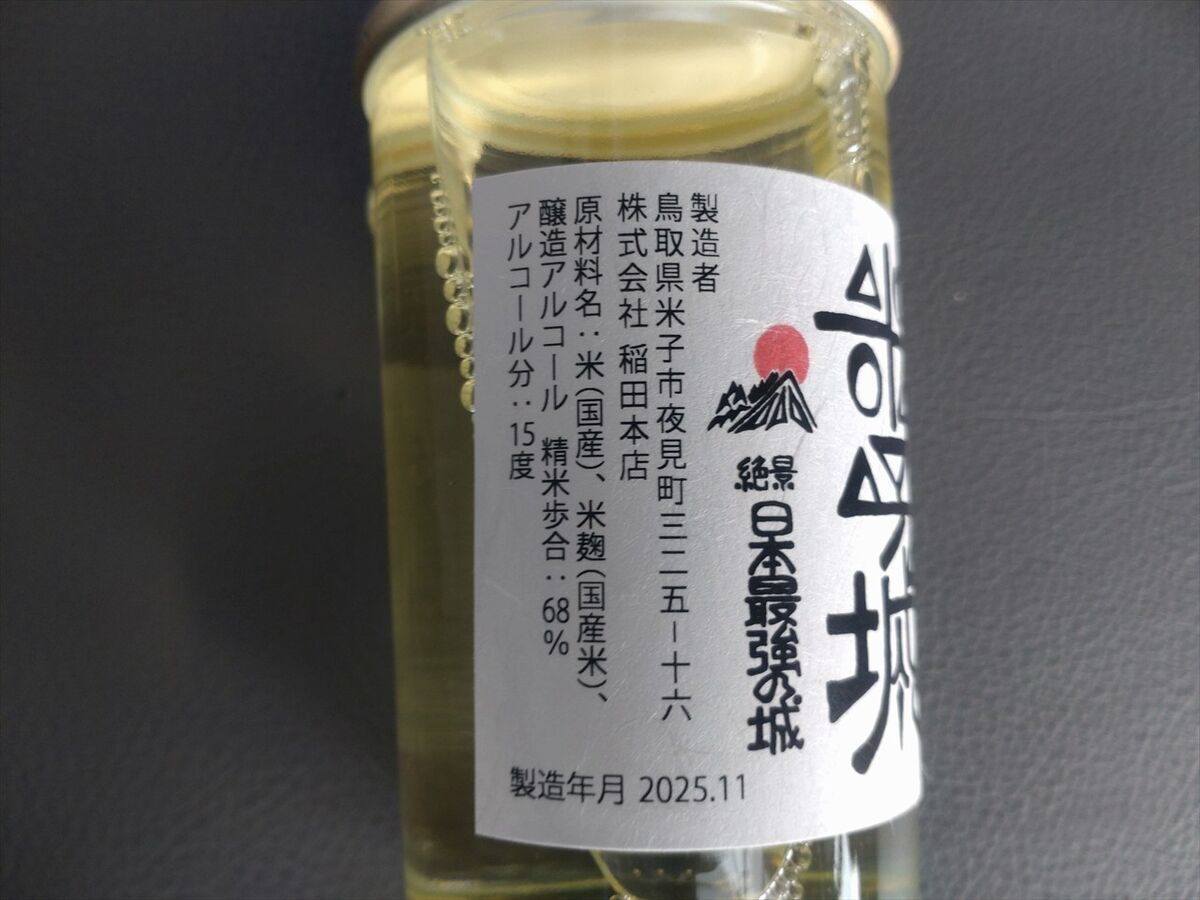 絶景
日本最強の城
製造者
鳥取県米子市夜見町三二五－十六
株式会社 稲田本店
原材料名：米（国産）、米麹（国産米）、
醸造アルコール 精米歩合：68%
アルコール分：15度
製造年月 2025.11